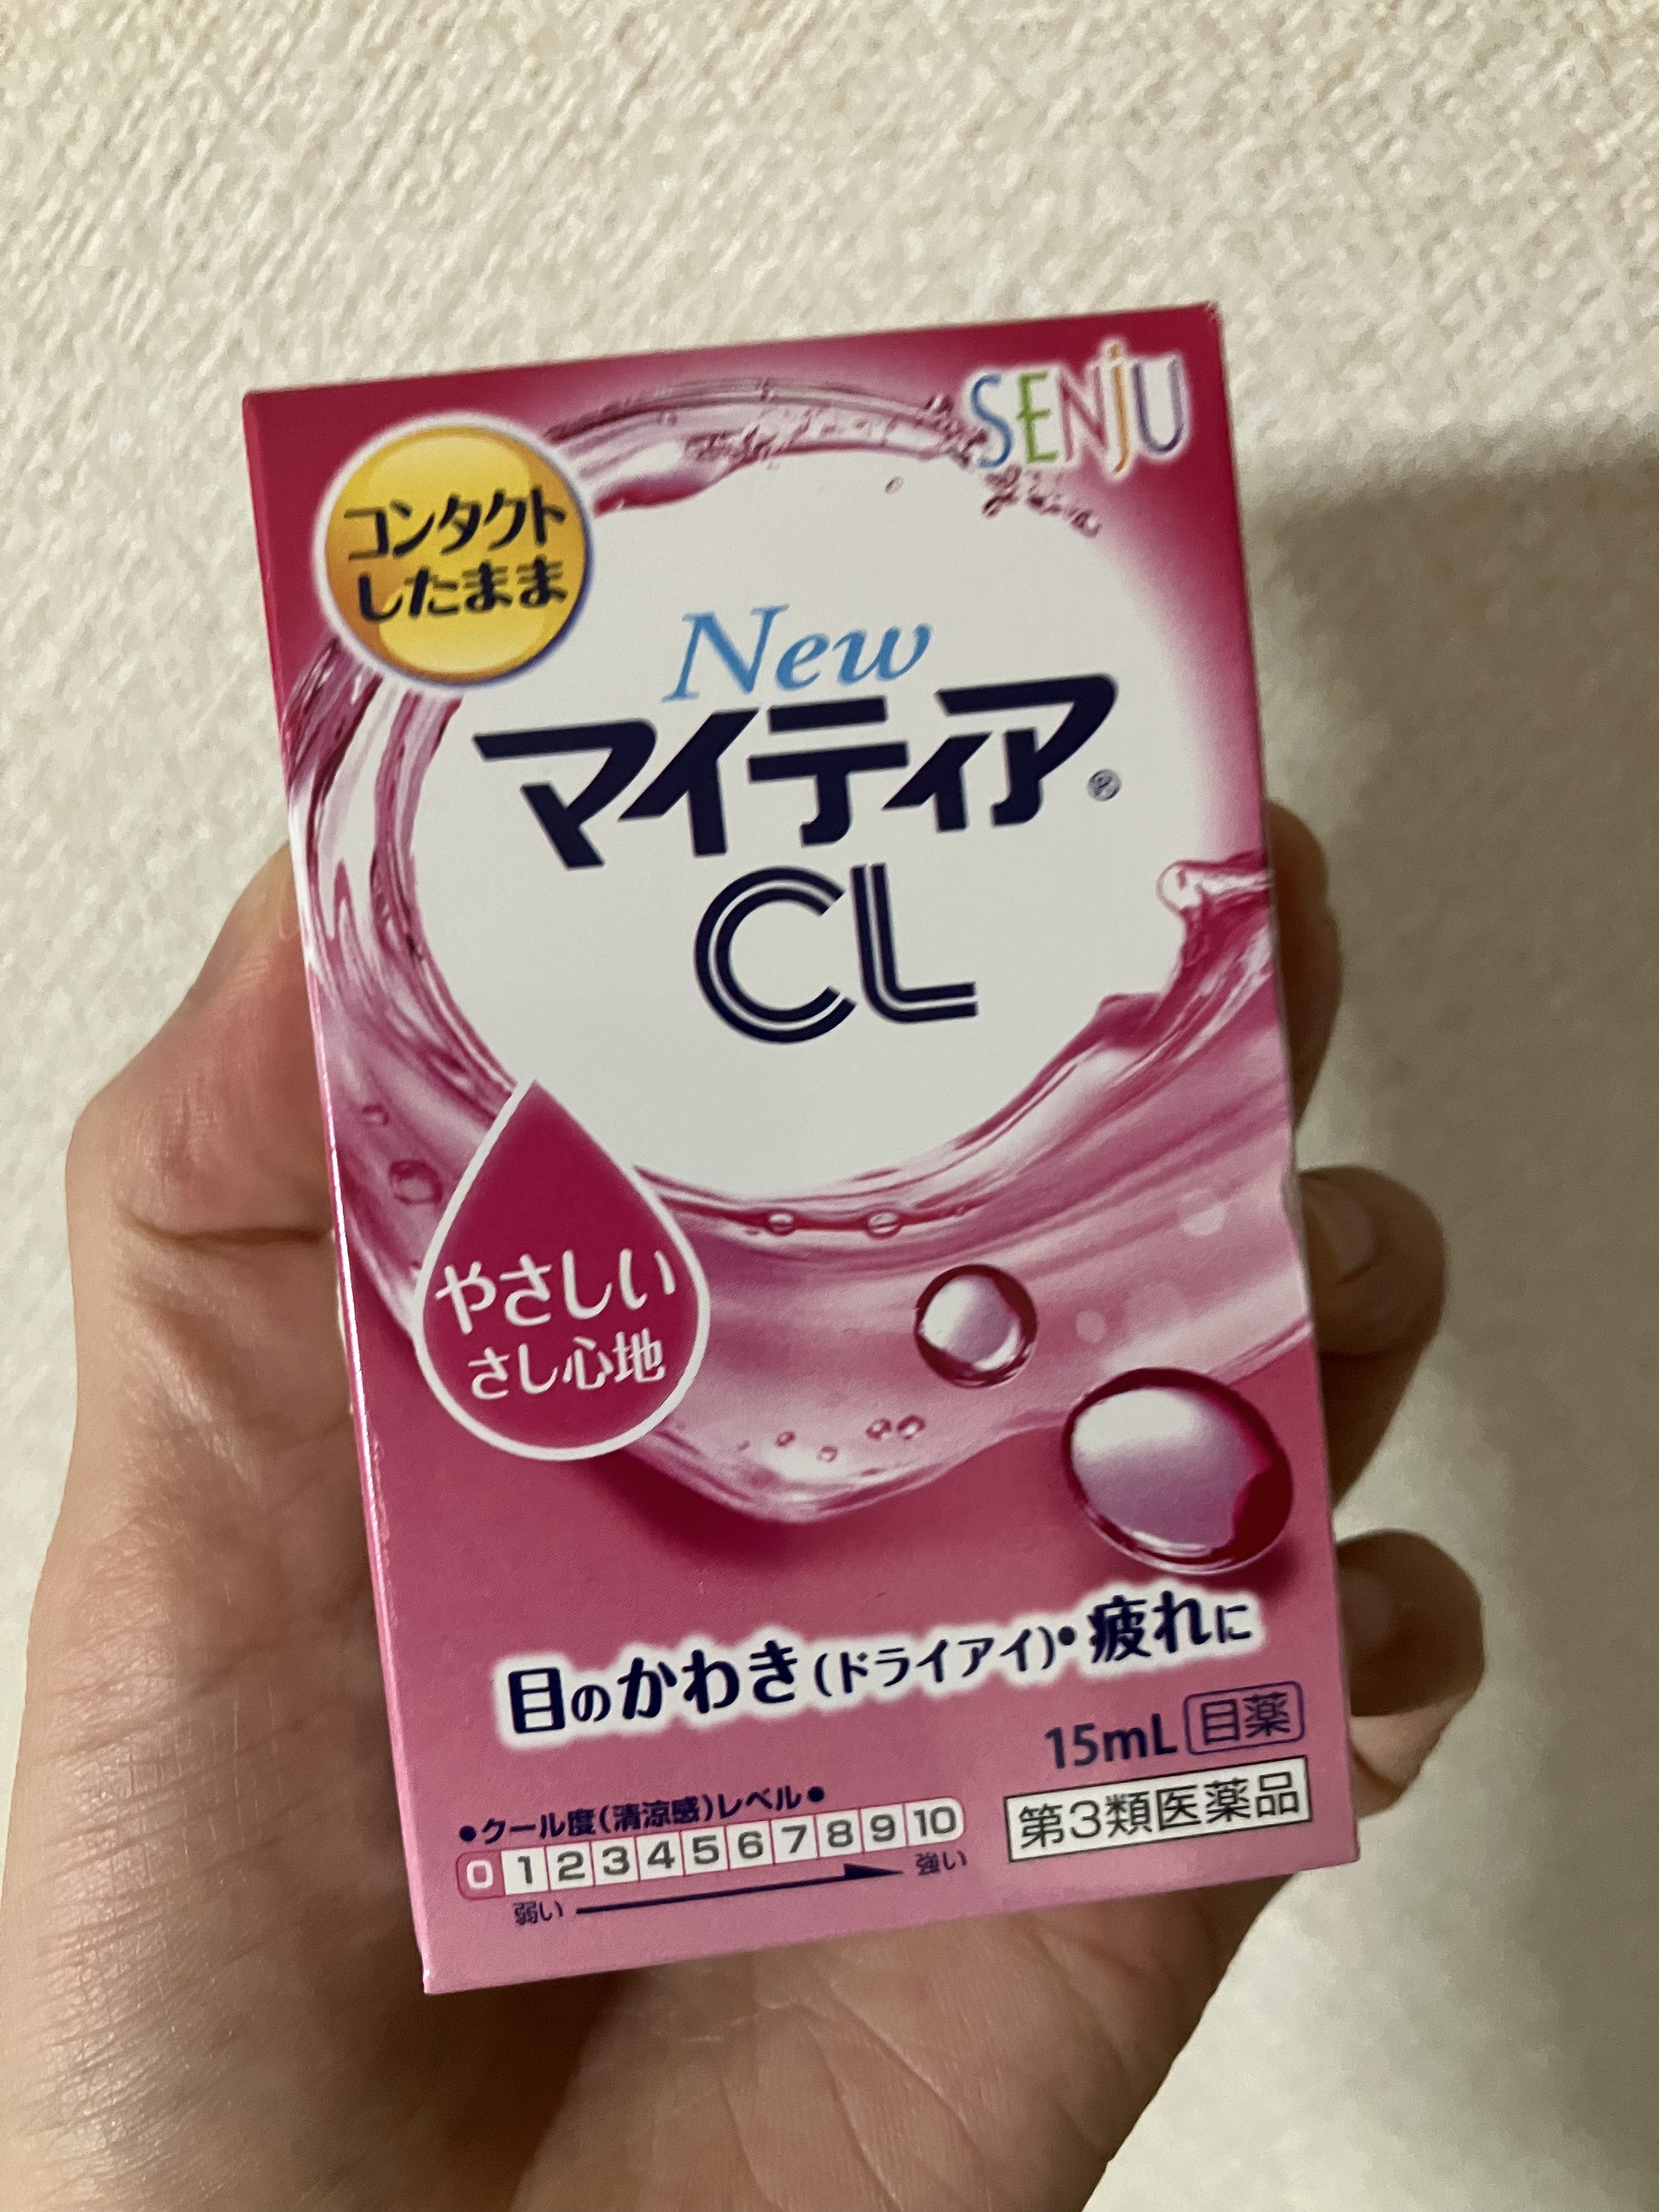 SENJU
コンタクト
したまま
New
マイティア®
CL
やさしい
さし心地
目のかわき(ドライアイ)•疲れに
15mL 目薬
第3類医薬品
●クール度(清涼感)レベル●
0 1 2 3 4 5 6 7 8 9 10
弱い 強い